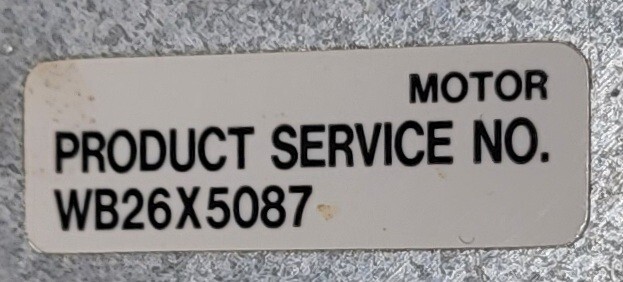 MOTOR
PRODUCT SERVICE NO.
WB26X5087